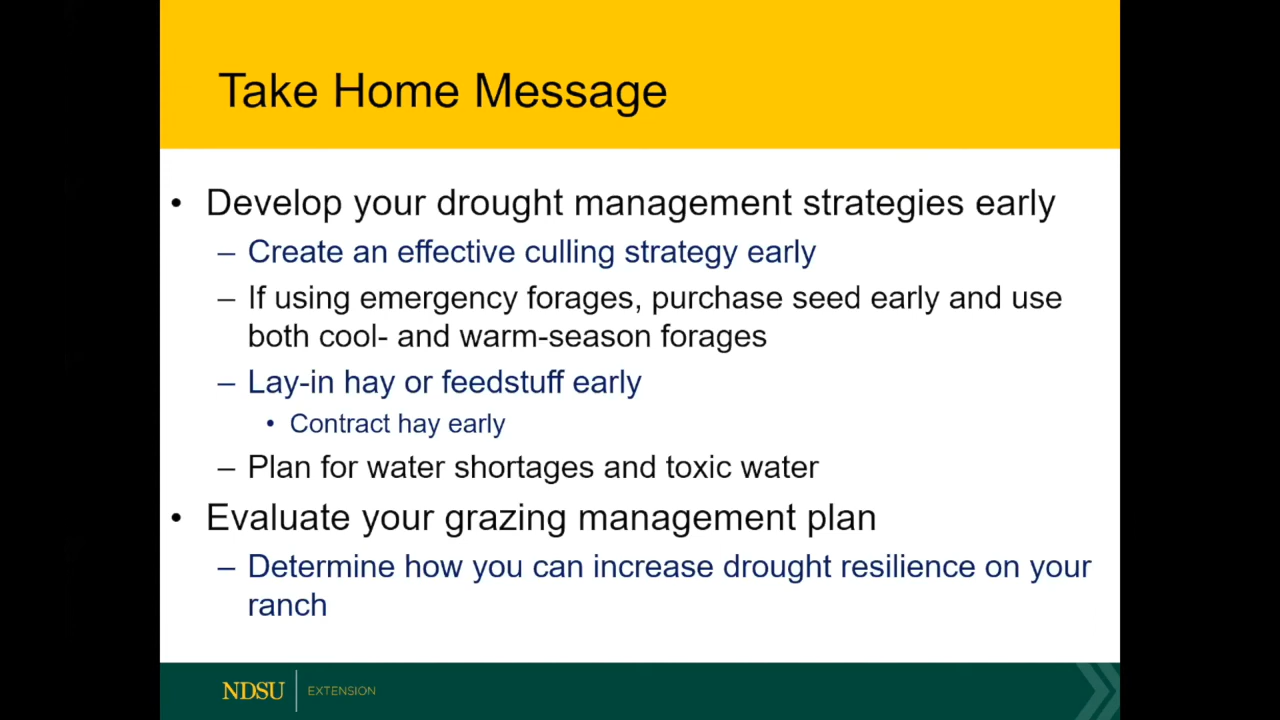 Take Home Message
• Develop your drought management strategies early
– Create an effective culling strategy early
– If using emergency forages, purchase seed early and use
both cool- and warm-season forages
– Lay-in hay or feedstuff early
• Contract hay early
– Plan for water shortages and toxic water
• Evaluate your grazing management plan
– Determine how you can increase drought resilience on your
ranch
NDSU EXTENSION